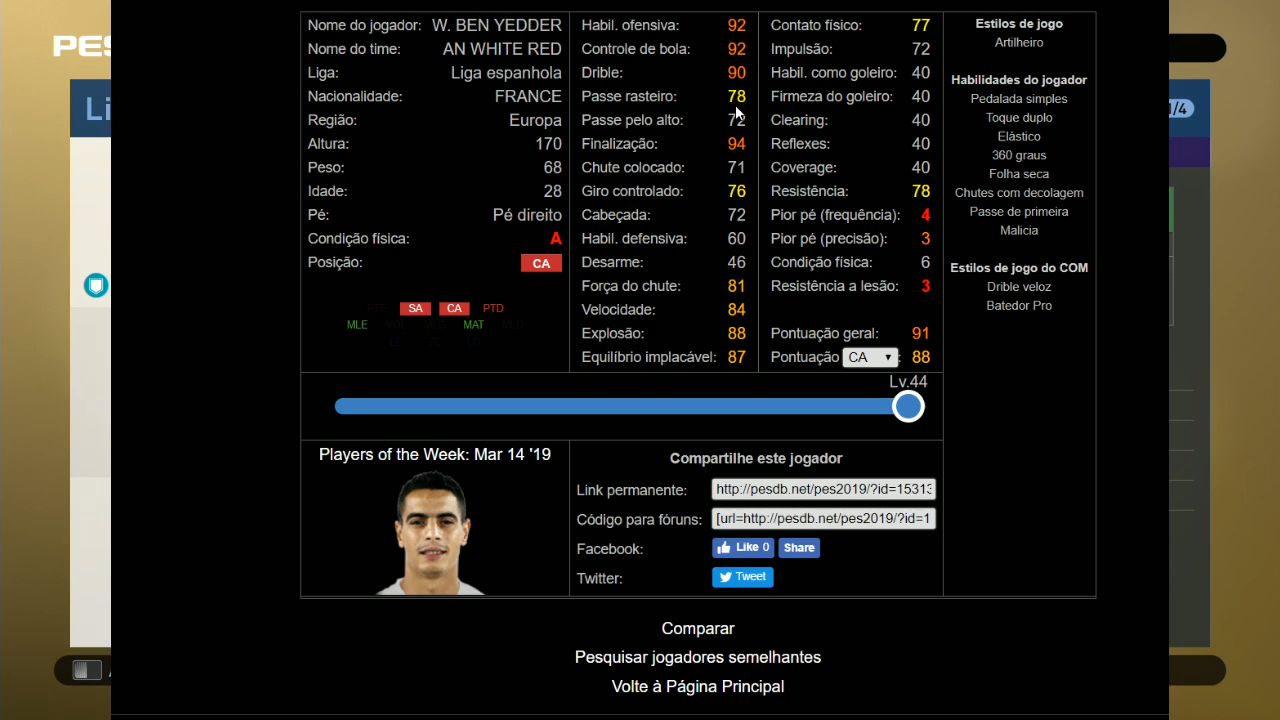 PES
Li
1/4
Nome do jogador: W. BEN YEDDER
Nome do time: AN WHITE RED
Liga: Liga espanhola
Nacionalidade: FRANCE
Região: Europa
Altura: 170
Peso: 68
Idade: 28
Pé: Pé direito
Condição física: A
Posição: CA
SA CA PTD
MLE MAT
Habil. ofensiva: 92
Controle de bola: 92
Drible: 90
Passe rasteiro: 78
Passe pelo alto: 72
Finalização: 94
Chute colocado: 71
Giro controlado: 76
Cabeçada: 72
Habil. defensiva: 60
Desarme: 46
Força do chute: 81
Velocidade: 84
Explosão: 88
Equilíbrio implacável: 87
Contato físico: 77
Impulsão: 72
Habil. como goleiro: 40
Firmeza do goleiro: 40
Clearing: 40
Reflexes: 40
Coverage: 40
Resistência: 78
Pior pé (frequência): 4
Pior pé (precisão): 3
Condição física: 6
Resistência a lesão: 3
Pontuação geral: 91
Pontuação CA : 88
Estilos de jogo
Artilheiro
Habilidades do jogador
Pedalada simples
Toque duplo
Elástico
360 graus
Folha seca
Chutes com decolagem
Passe de primeira
Malicia
Estilos de jogo do COM
Drible veloz
Batedor Pro
Lv.44
Players of the Week: Mar 14 '19
Compartilhe este jogador
Link permanente: http://pesdb.net/pes2019/?id=15313
Código para fóruns: [url=http://pesdb.net/pes2019/?id=1
Facebook: Like 0 Share
Twitter: Tweet
Comparar
Pesquisar jogadores semelhantes
Volte à Página Principal